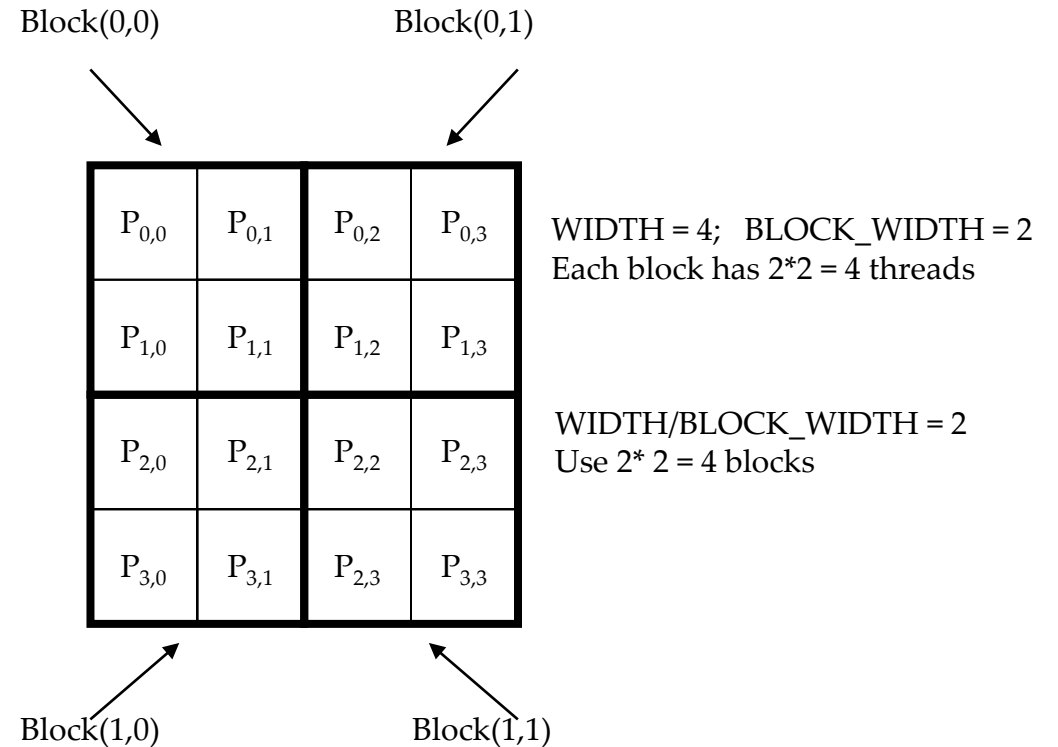 Block(0,0) Block(0,1)
P0,0 P0,1 P0,2 P0,3
WIDTH = 4; BLOCK_WIDTH = 2
Each block has 2*2 = 4 threads
P1,0 P1,1 P1,2 P1,3
P2,0 P2,1 P2,2 P2,3
WIDTH/BLOCK_WIDTH = 2
Use 2* 2 = 4 blocks
P3,0 P3,1 P2,3 P3,3
Block(1,0) Block(1,1)